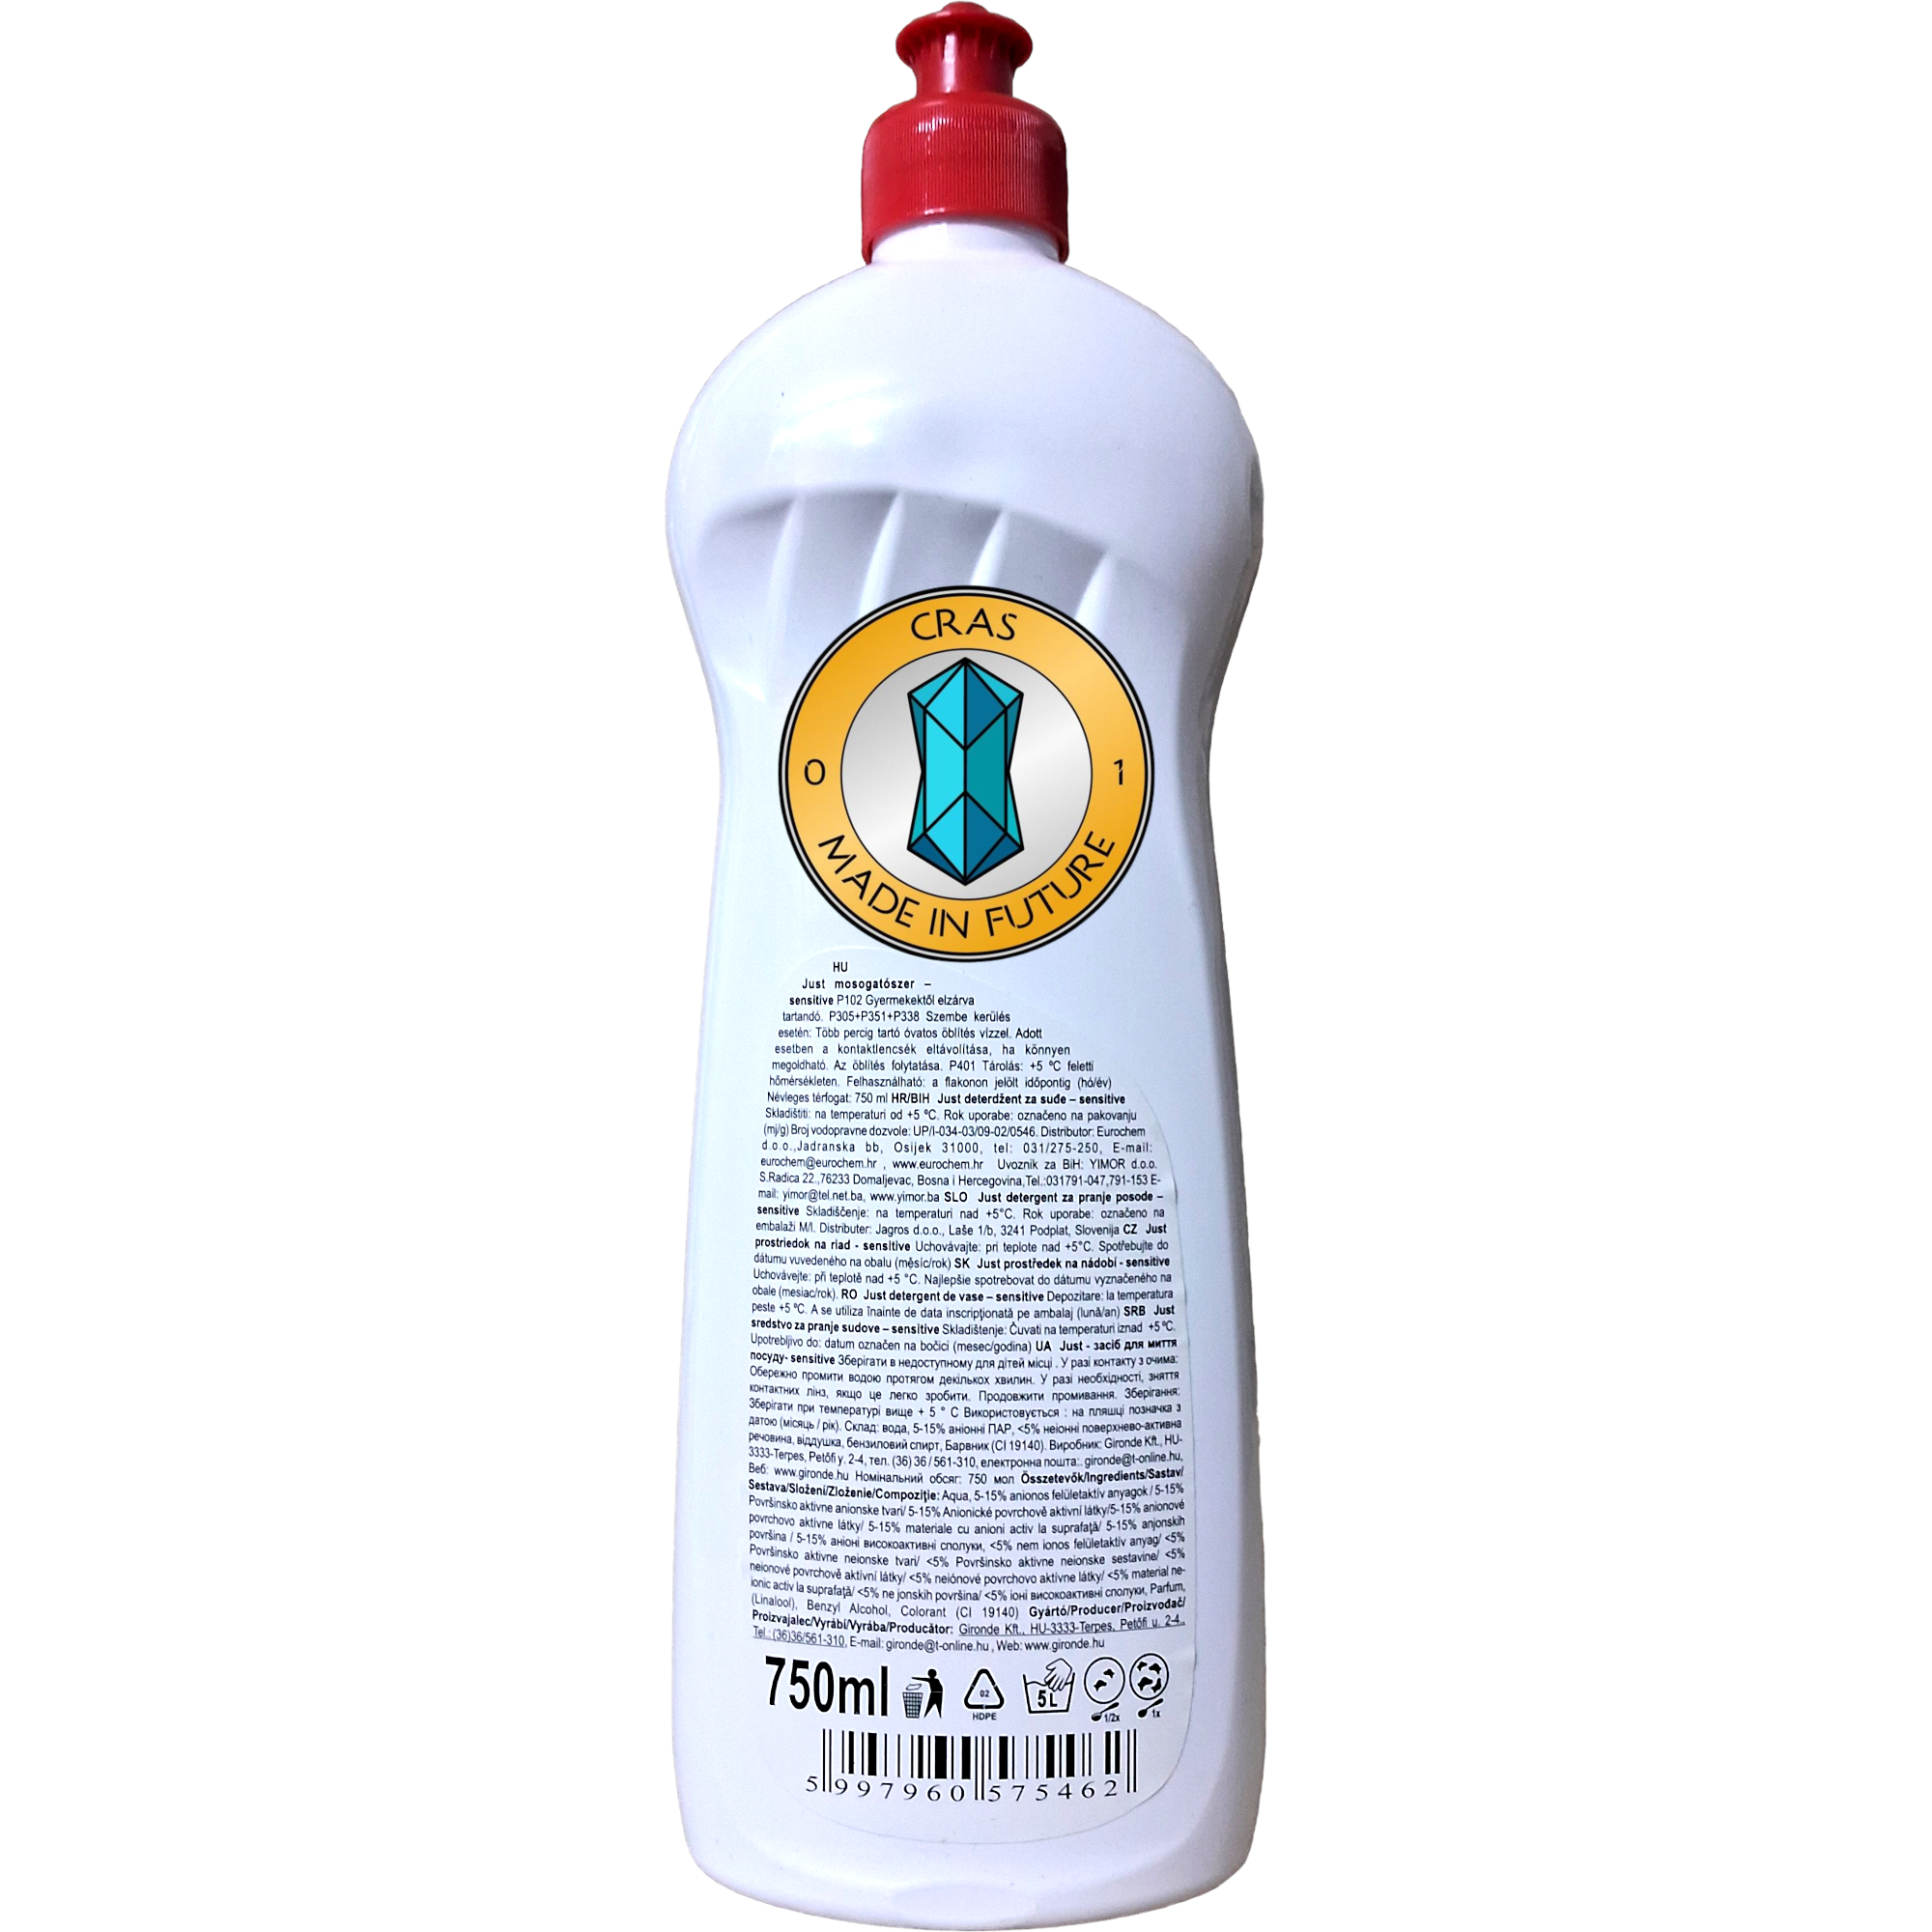 CRAS
0 1
MADE IN FUTURE
HU
Just mosogatószer –
sensitive P102 Gyermekektől elzárva
tartandó. P305+P351+P338 Szembe kerülés
esetén: Több percig tartó óvatos öblítés vízzel. Adott
esetben a kontaktlencsék eltávolítása, ha könnyen
megoldható. Az öblítés folytatása. P401 Tárolás: +5 ºC feletti
hőmérsékleten. Felhasználható: a flakonon jelölt időpontig (hó/év)
Névleges térfogat: 750 ml HR/BIH Just deterdžent za suđe – sensitive
Skladištiti: na temperaturi od +5 ºC. Rok uporabe: označeno na pakovanju
(mj/g) Broj vodopravne dozvole: UP/I-034-03/09-02/0546. Distributor: Eurochem
d.o.o.,Jadranska bb, Osijek 31000, tel: 031/275-250, E-mail:
eurochem@eurochem.hr , www.eurochem.hr Uvoznik za BiH: YIMOR d.o.o.
S.Radica 22.,76233 Domaljevac, Bosna i Hercegovina,Tel.:031791-047,791-153 E-
mail: yimor@tel.net.ba, www.yimor.ba SLO Just detergent za pranje posode –
sensitive Skladiščenje: na temperaturi nad +5°C. Rok uporabe: označeno na
embalaži M/l. Distributer: Jagros d.o.o., Laše 1/b, 3241 Podplat, Slovenija CZ Just
prostriedok na riad - sensitive Uchovávajte: pri teplote nad +5°C. Spotřebujte do
dátumu vuvedeného na obalu (měsíc/rok) SK Just prostředek na nádobí - sensitive
Uchovávejte: při teplotě nad +5 °C. Najlepšie spotrebovat do dátumu vyznačeného na
obale (mesiac/rok). RO Just detergent de vase – sensitive Depozitare: la temperatura
peste +5 ºC. A se utiliza înainte de data inscripţionată pe ambalaj (lună/an) SRB Just
sredstvo za pranje sudove – sensitive Skladištenje: Čuvati na temperaturi iznad +5 ºC.
Upotrebljivo do: datum označen na bočici (mesec/godina) UA Just - засіб для миття
посуду- sensitive Зберігати в недоступному для дітей місці . У разі контакту з очима:
Обережно промити водою протягом декількох хвилин. У разі необхідності, зняття
контактних лінз, якщо це легко зробити. Продовжити промивання. Зберігання:
Зберігати при температурі вище + 5 ° C Використовується : на пляшці позначка з
датою (місяць / рік). Склад: вода, 5-15% аніонні ПАР, <5% неіонні поверхнево-активна
речовина, віддушка, бензиловий спирт, Барвник (CI 19140). Виробник: Gironde Kft., HU-
3333-Terpes, Petőfi y. 2-4, тел. (36) 36 / 561-310, електронна пошта:. gironde@t-online.hu,
Веб: www.gironde.hu Номінальний обсяг: 750 мол Összetevők/Ingredients/Sastav/
Sestava/Složení/Zloženie/Compoziţie: Aqua, 5-15% anionos felületaktív anyagok / 5-15%
Površinsko aktivne anionske tvari/ 5-15% Anionické povrchově aktivní látky/5-15% anionové
povrchovo aktívne látky/ 5-15% materiale cu anioni activ la suprafaţă/ 5-15% anjonskih
površina / 5-15% аніоні високоактивні сполуки, <5% nem ionos felületaktív anyag/ <5%
Površinsko aktivne neionske tvari/ <5% Površinsko aktivne neionske sestavine/ <5%
neionové povrchově aktivní látky/ <5% neiónové povrchovo aktívne látky/ <5% material ne-
ionic activ la suprafaţă/ <5% ne jonskih površina/ <5% іоні високоактивні сполуки, Parfum,
(Linalool), Benzyl Alcohol, Colorant (CI 19140) Gyártó/Producer/Proizvođač/
Proizvajalec/Vyrábí/Vyrába/Producător: Gironde Kft., HU-3333-Terpes, Petőfi u. 2-4.,
Tel.: (36)36/561-310, E-mail: gironde@t-online.hu , Web: www.gironde.hu
750ml 02 HDPE 5L 1/2x 1x
5 997960 575462